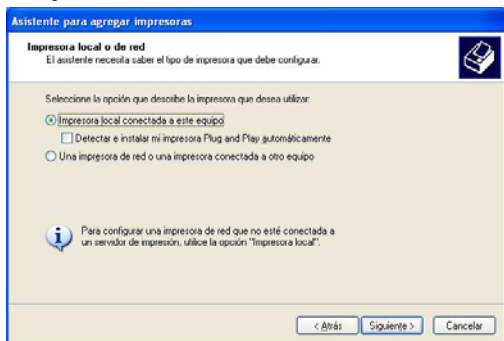 Asistente para agregar impresoras
Impresora local o de red
El asistente necesita saber el tipo de impresora que debe configurar.
Seleccione la opción que describe la impresora que desea utilizar:
Impresora local conectada a este equipo
Detectar e instalar mi impresora Plug and Play automáticamente
Una impresora de red o una impresora conectada a otro equipo
Para configurar una impresora de red que no esté conectada a
un servidor de impresión, utilice la opción "Impresora local".
< Atrás
Siguiente >
Cancelar